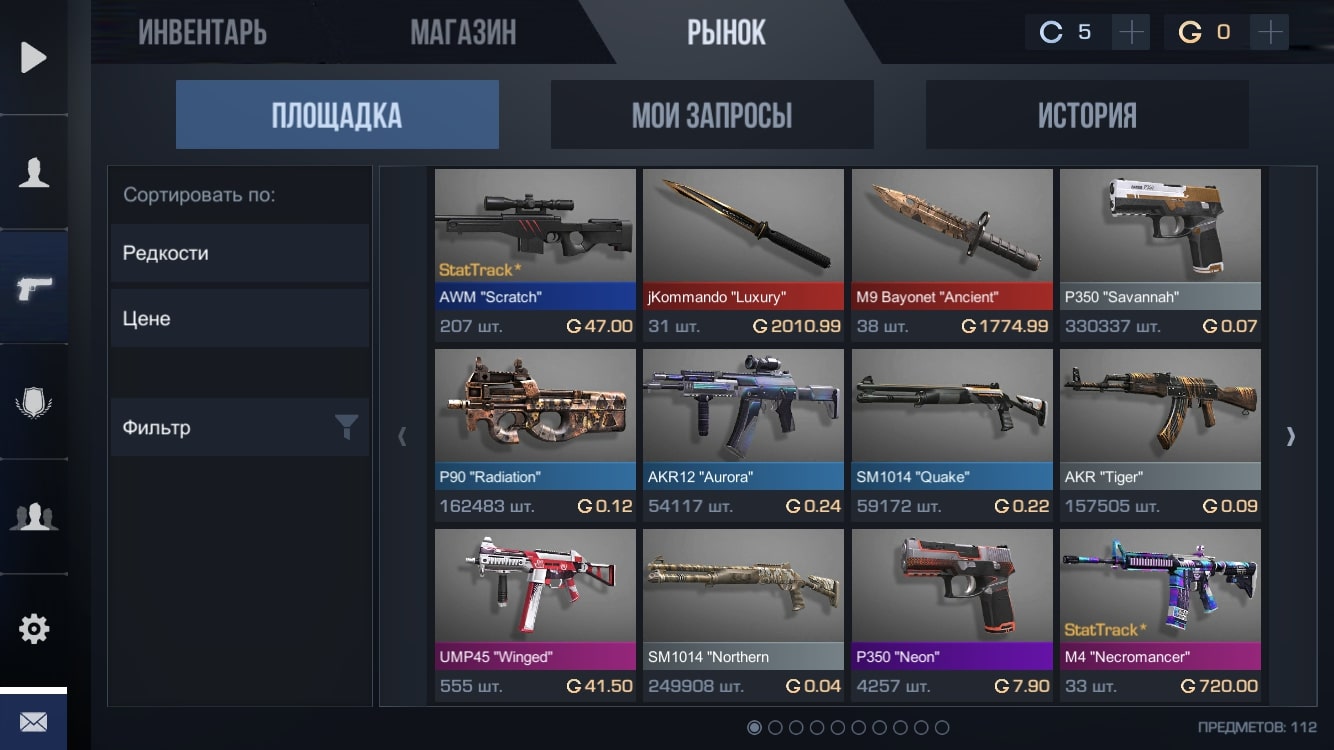 ИНВЕНТАРЬ МАГАЗИН РЫНОК C 5 + G 0 +
ПЛОЩАДКА МОИ ЗАПРОСЫ ИСТОРИЯ
Сортировать по:
Редкости
Цене
Фильтр
StatTrack*
AWM "Scratch" jKommando "Luxury" M9 Bayonet "Ancient" P350 "Savannah"
207 шт. G 47.00 31 шт. G 2010.99 38 шт. G 1774.99 330337 шт. G 0.07
P90 "Radiation" AKR12 "Aurora" SM1014 "Quake" AKR "Tiger"
162483 шт. G 0.12 54117 шт. G 0.24 59172 шт. G 0.22 157505 шт. G 0.09
StatTrack*
UMP45 "Winged" SM1014 "Northern P350 "Neon" M4 "Necromancer"
555 шт. G 41.50 249908 шт. G 0.04 4257 шт. G 7.90 33 шт. G 720.00
ПРЕДМЕТОВ: 112